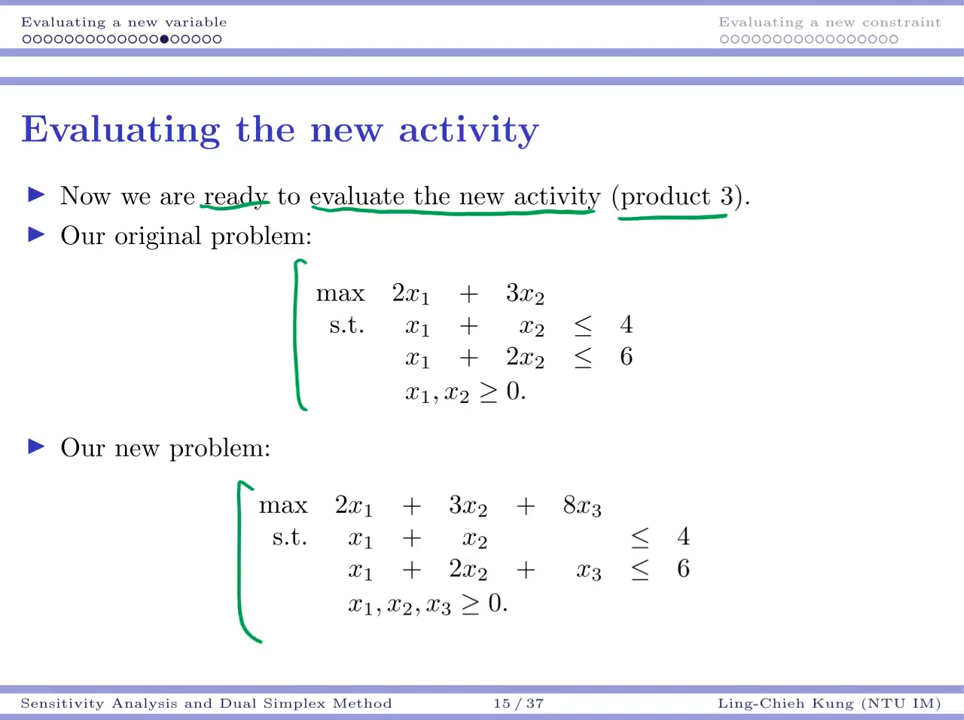 Evaluating a new variable Evaluating a new constraint
Evaluating the new activity
Now we are ready to evaluate the new activity (product 3).
Our original problem:
max 2x₁ + 3x₂
s.t. x₁ + x₂ ≤ 4
x₁ + 2x₂ ≤ 6
x₁, x₂ ≥ 0.
Our new problem:
max 2x₁ + 3x₂ + 8x₃
s.t. x₁ + x₂ ≤ 4
x₁ + 2x₂ + x₃ ≤ 6
x₁, x₂, x₃ ≥ 0.
Sensitivity Analysis and Dual Simplex Method 15 / 37 Ling-Chieh Kung (NTU IM)